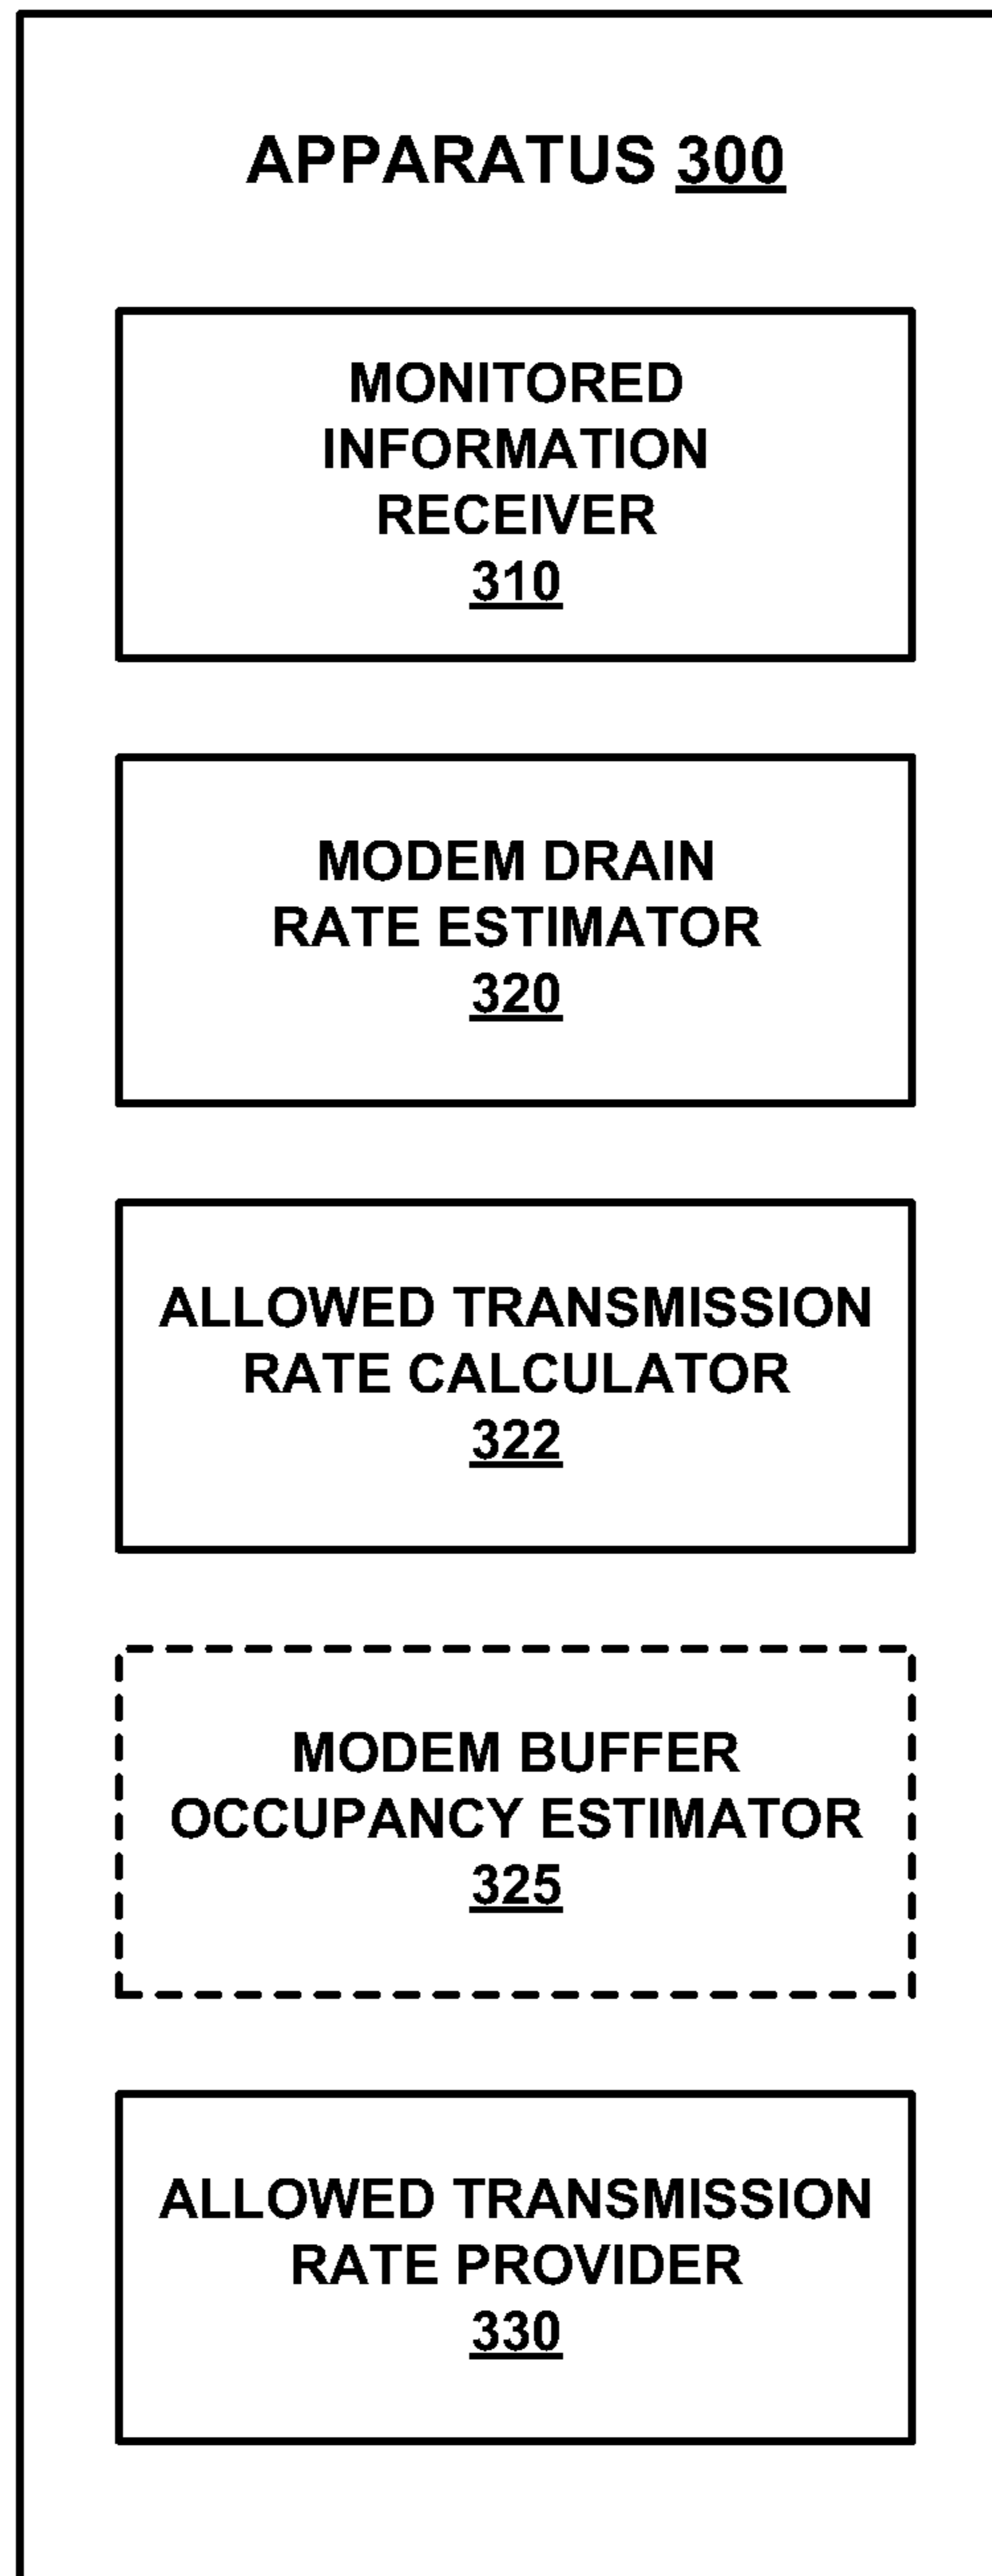 APPARATUS 300
MONITORED
INFORMATION
RECEIVER
310
MODEM DRAIN
RATE ESTIMATOR
320
ALLOWED TRANSMISSION
RATE CALCULATOR
322
MODEM BUFFER
OCCUPANCY ESTIMATOR
325
ALLOWED TRANSMISSION
RATE PROVIDER
330